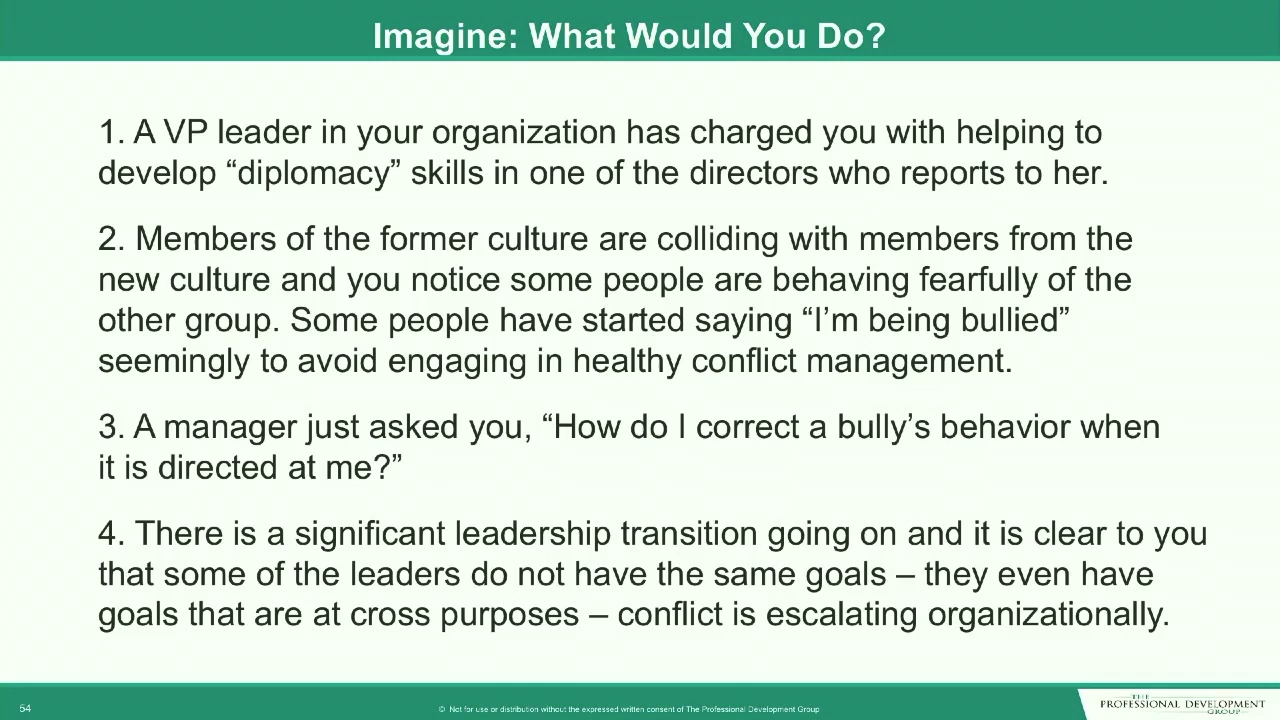 Imagine: What Would You Do?
1. A VP leader in your organization has charged you with helping to
develop “diplomacy” skills in one of the directors who reports to her.
2. Members of the former culture are colliding with members from the
new culture and you notice some people are behaving fearfully of the
other group. Some people have started saying “I’m being bullied”
seemingly to avoid engaging in healthy conflict management.
3. A manager just asked you, “How do I correct a bully’s behavior when
it is directed at me?”
4. There is a significant leadership transition going on and it is clear to you
that some of the leaders do not have the same goals – they even have
goals that are at cross purposes – conflict is escalating organizationally.
54
© Not for use or distribution without the expressed written consent of The Professional Development Group
THE
PROFESSIONAL DEVELOPMENT
GROUP